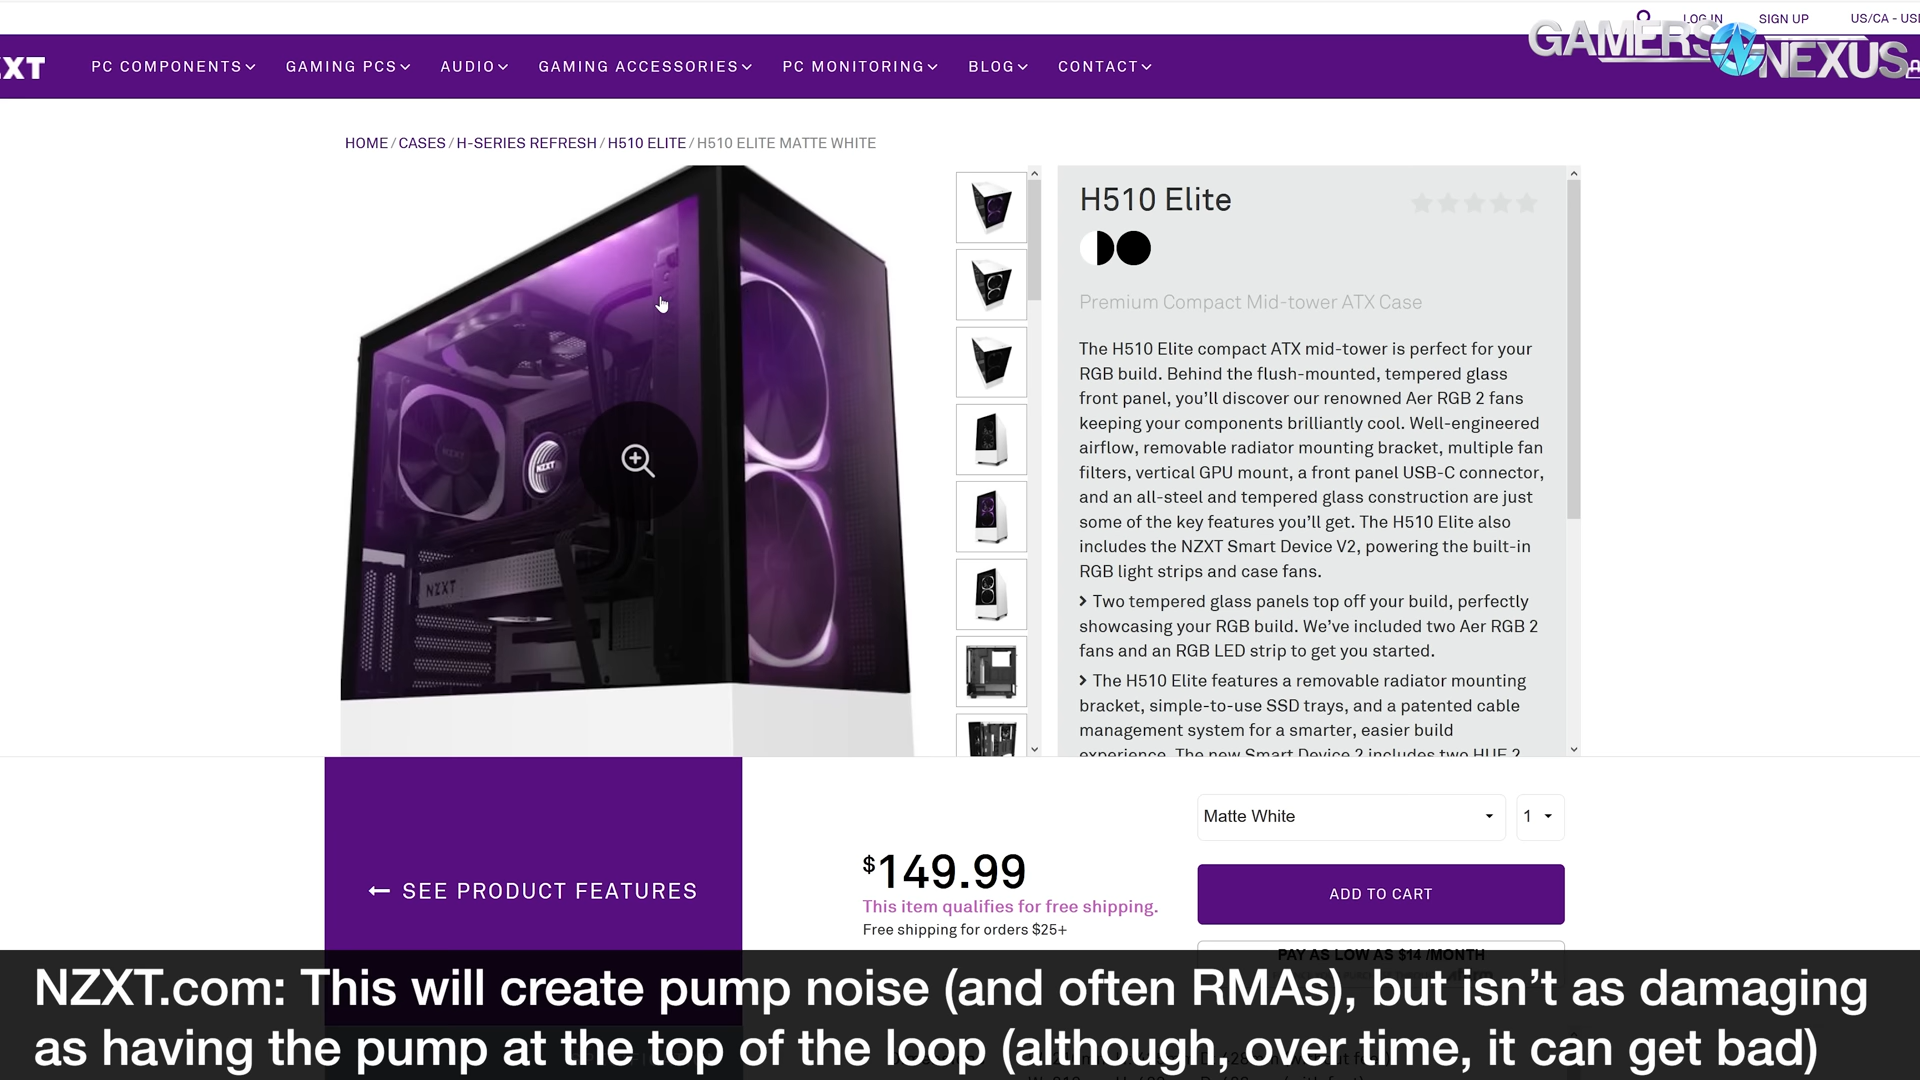 LOG IN
SIGN UP
US/CA - US
GAMERS NEXUS
XT
PC COMPONENTS
GAMING PCS
AUDIO
GAMING ACCESSORIES
PC MONITORING
BLOG
CONTACT
HOME / CASES / H-SERIES REFRESH / H510 ELITE / H510 ELITE MATTE WHITE
NZXT
NZXT
NZXT
H510 Elite
Premium Compact Mid-tower ATX Case
The H510 Elite compact ATX mid-tower is perfect for your
RGB build. Behind the flush-mounted, tempered glass
front panel, you’ll discover our renowned Aer RGB 2 fans
keeping your components brilliantly cool. Well-engineered
airflow, removable radiator mounting bracket, multiple fan
filters, vertical GPU mount, a front panel USB-C connector,
and an all-steel and tempered glass construction are just
some of the key features you’ll get. The H510 Elite also
includes the NZXT Smart Device V2, powering the built-in
RGB light strips and case fans.
Two tempered glass panels top off your build, perfectly
showcasing your RGB build. We’ve included two Aer RGB 2
fans and an RGB LED strip to get you started.
The H510 Elite features a removable radiator mounting
bracket, simple-to-use SSD trays, and a patented cable
management system for a smarter, easier build
experience. The new Smart Device 2 includes two HUE 2
Matte White
1
$149.99
This item qualifies for free shipping.
Free shipping for orders $25+
ADD TO CART
SEE PRODUCT FEATURES
PAY AS LOW AS $14 /MONTH
NZXT.com: This will create pump noise (and often RMAs), but isn’t as damaging
as having the pump at the top of the loop (although, over time, it can get bad)